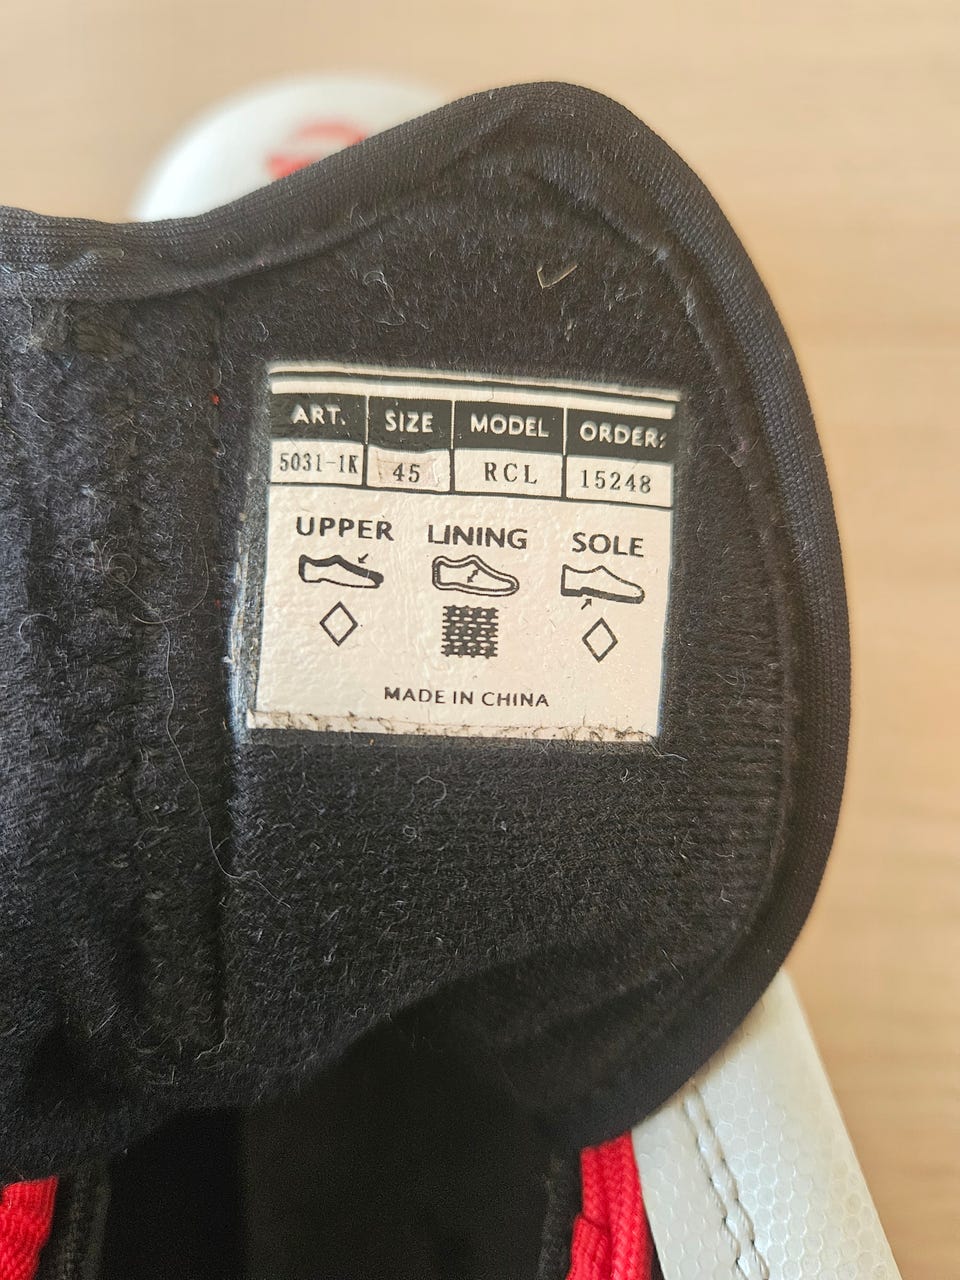 ART. SIZE MODEL ORDER:
5031-1K 45 RCL 15248
UPPER LINING SOLE
MADE IN CHINA